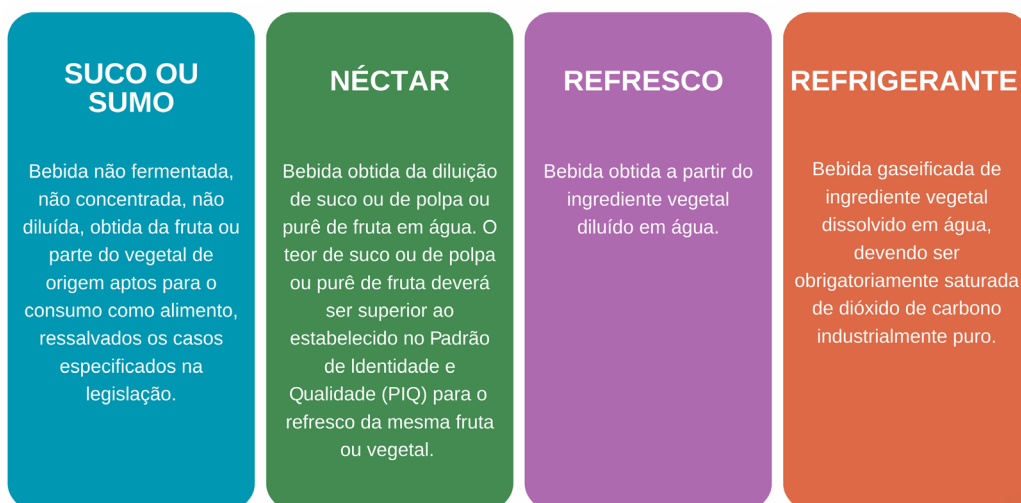 SUCO OU
SUMO
Bebida não fermentada,
não concentrada, não
diluída, obtida da fruta ou
parte do vegetal de
origem aptos para o
consumo como alimento,
ressalvados os casos
especificados na
legislação.
NÉCTAR
Bebida obtida da diluição
de suco ou de polpa ou
purê de fruta em água. O
teor de suco ou de polpa
ou purê de fruta deverá
ser superior ao
estabelecido no Padrão
de Identidade e
Qualidade (PIQ) para o
refresco da mesma fruta
ou vegetal.
REFRESCO
Bebida obtida a partir do
ingrediente vegetal
diluído em água.
REFRIGERANTE
Bebida gaseificada de
ingrediente vegetal
dissolvido em água,
devendo ser
obrigatoriamente saturada
de dióxido de carbono
industrialmente puro.